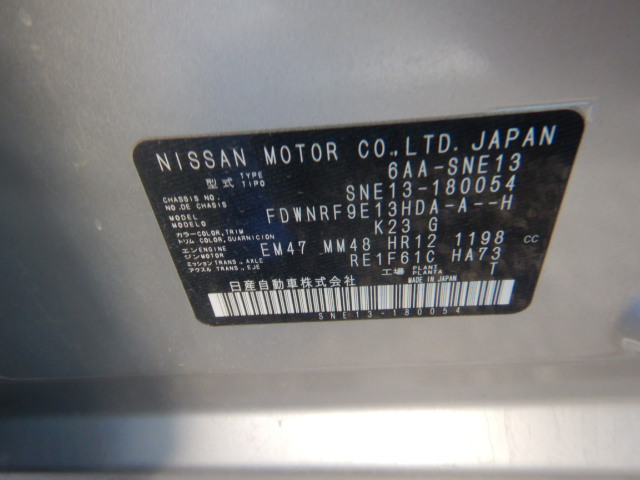 NISSAN MOTOR CO.,LTD. JAPAN
型式 TYPE TIPO 6AA-SNE13
CHASSIS NO. NO.DE CHASIS SNE13-180054
MODEL MODELO FDWNRF9E13HDA-A--H
カラー COLOR,TRIM トリム COLOR,GUARNICION K23 G
エンジン ENGINE MOTOR EM47 MM48 HR12 1198 CC
ミッション TRANS., AXLE アクスル TRANS.,EJE RE1F61C HA73
工場 PLANT PLANTA T
日産自動車株式会社 MADE IN JAPAN
SNE13-180054